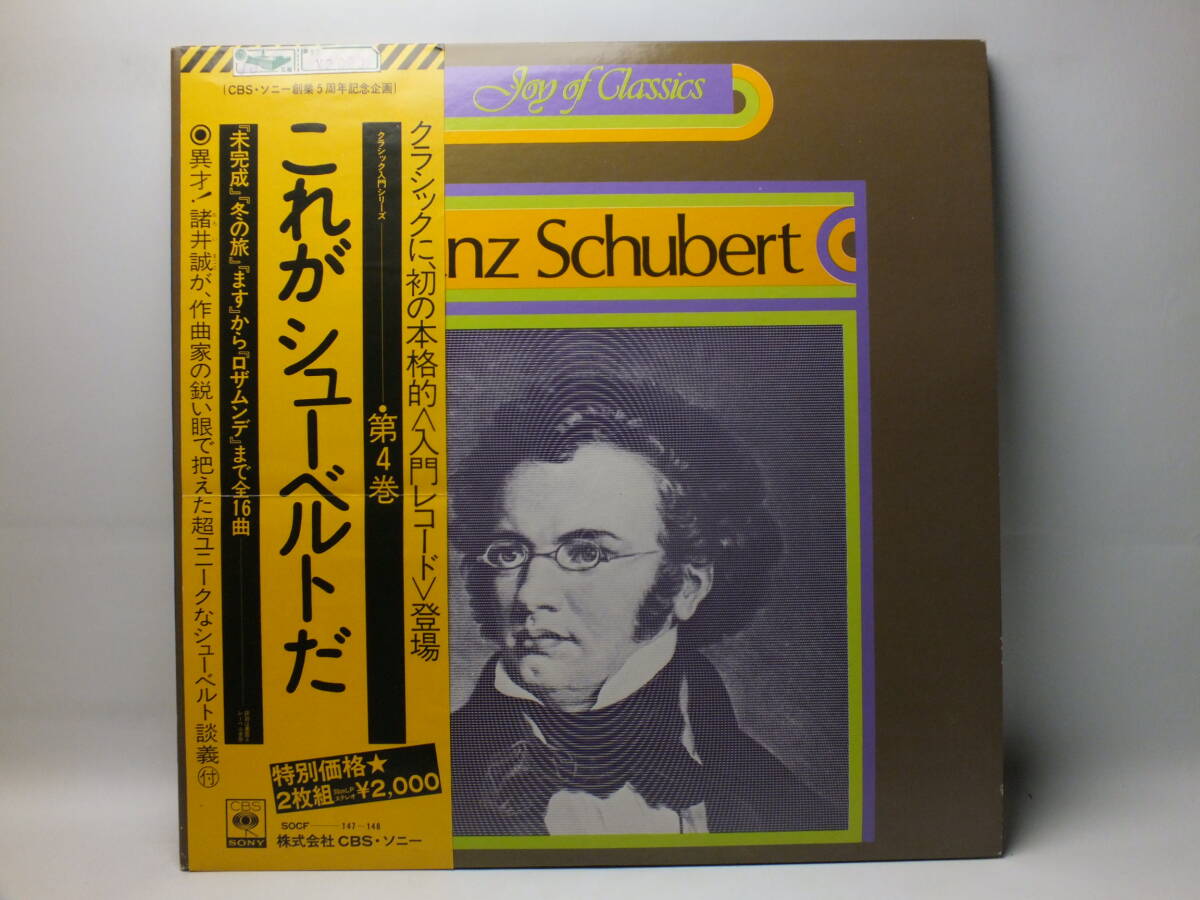 [CBS・ソニー創業5周年記念企画]
クラシックに、初の本格的<入門レコード>登場
クラシック入門シリーズ
●第4巻
これがシューベルトだ
『未完成』『冬の旅』『ます』から『ロザムンデ』まで全16曲
◉異才!諸井誠が、作曲家の鋭い眼で把えた超ユニークなシューベルト談義付
特別価格★
2枚組 30cmLP ステレオ ¥2,000
CBS
SONY
SOCF 147-148
株式会社CBS・ソニー
Joy of Classics
nz Schubert